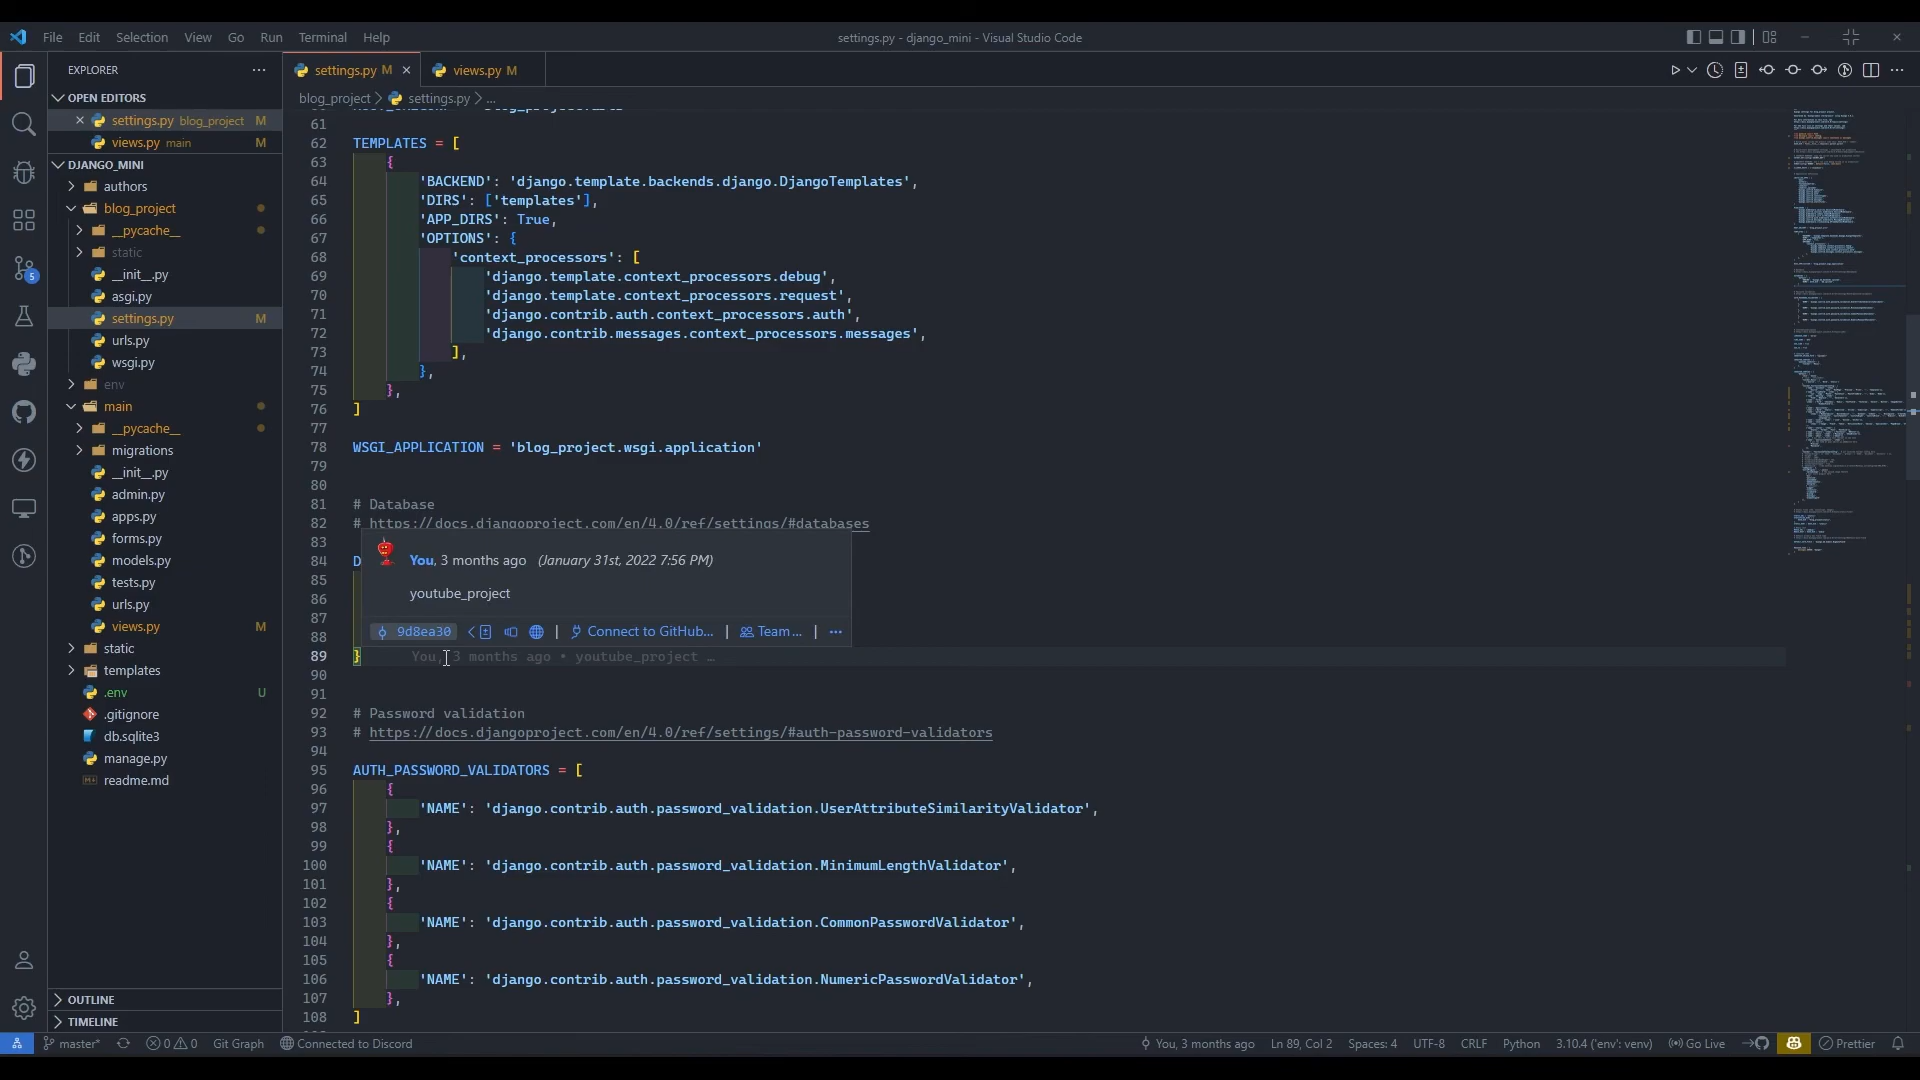 File Edit Selection View Go Run Terminal Help
settings.py - django_mini - Visual Studio Code
EXPLORER
settings.py M
views.py M
OPEN EDITORS
settings.py blog_project M
views.py main M
DJANGO_MINI
authors
blog_project
__pycache__
static
__init__.py
asgi.py
settings.py M
urls.py
wsgi.py
env
main
__pycache__
migrations
__init__.py
admin.py
apps.py
forms.py
models.py
tests.py
urls.py
views.py M
static
templates
.env U
.gitignore
db.sqlite3
manage.py
readme.md
OUTLINE
TIMELINE
5
blog_project > settings.py > ...
61
62 TEMPLATES = [
63 {
64 'BACKEND': 'django.template.backends.django.DjangoTemplates',
65 'DIRS': ['templates'],
66 'APP_DIRS': True,
67 'OPTIONS': {
68 'context_processors': [
69 'django.template.context_processors.debug',
70 'django.template.context_processors.request',
71 'django.contrib.auth.context_processors.auth',
72 'django.contrib.messages.context_processors.messages',
73 ],
74 },
75 },
76 ]
77
78 WSGI_APPLICATION = 'blog_project.wsgi.application'
79
80
81 # Database
82 # https://docs.djangoproject.com/en/4.0/ref/settings/#databases
83
84 D
85
86
87
88
You, 3 months ago (January 31st, 2022 7:56 PM)
youtube_project
9d8ea30 | Connect to GitHub... | Team... | ...
89 } You, 3 months ago • youtube_project …
90
91
92 # Password validation
93 # https://docs.djangoproject.com/en/4.0/ref/settings/#auth-password-validators
94
95 AUTH_PASSWORD_VALIDATORS = [
96 {
97 'NAME': 'django.contrib.auth.password_validation.UserAttributeSimilarityValidator',
98 },
99 {
100 'NAME': 'django.contrib.auth.password_validation.MinimumLengthValidator',
101 },
102 {
103 'NAME': 'django.contrib.auth.password_validation.CommonPasswordValidator',
104 },
105 {
106 'NAME': 'django.contrib.auth.password_validation.NumericPasswordValidator',
107 },
108 ]
master* 0 0 Git Graph Connected to Discord
You, 3 months ago Ln 89, Col 2 Spaces: 4 UTF-8 CRLF Python 3.10.4 ('env': venv) Go Live Prettier